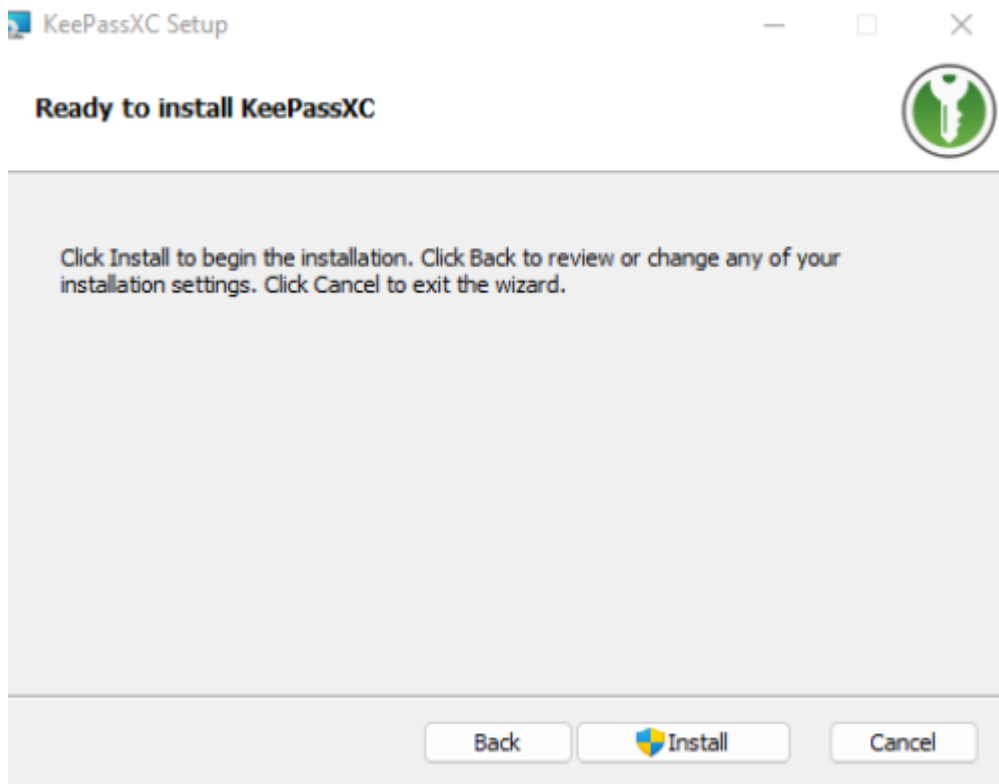 KeePassXC Setup
Ready to install KeePassXC
Click Install to begin the installation. Click Back to review or change any of your
installation settings. Click Cancel to exit the wizard.
Back Install Cancel